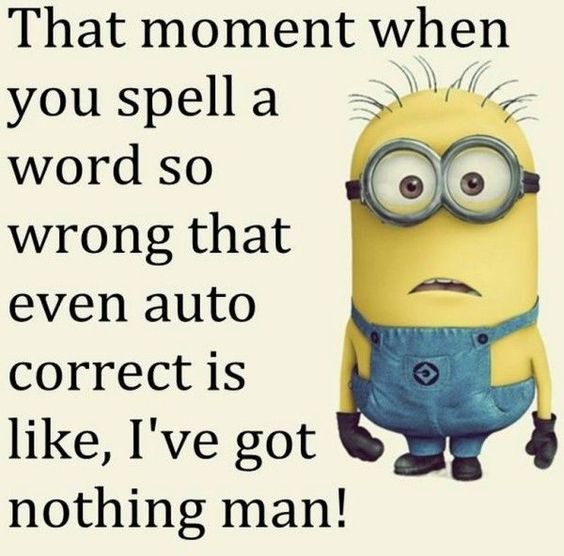 That moment when
you spell a
word so
wrong that
even auto
correct is
like, I've got
nothing man!